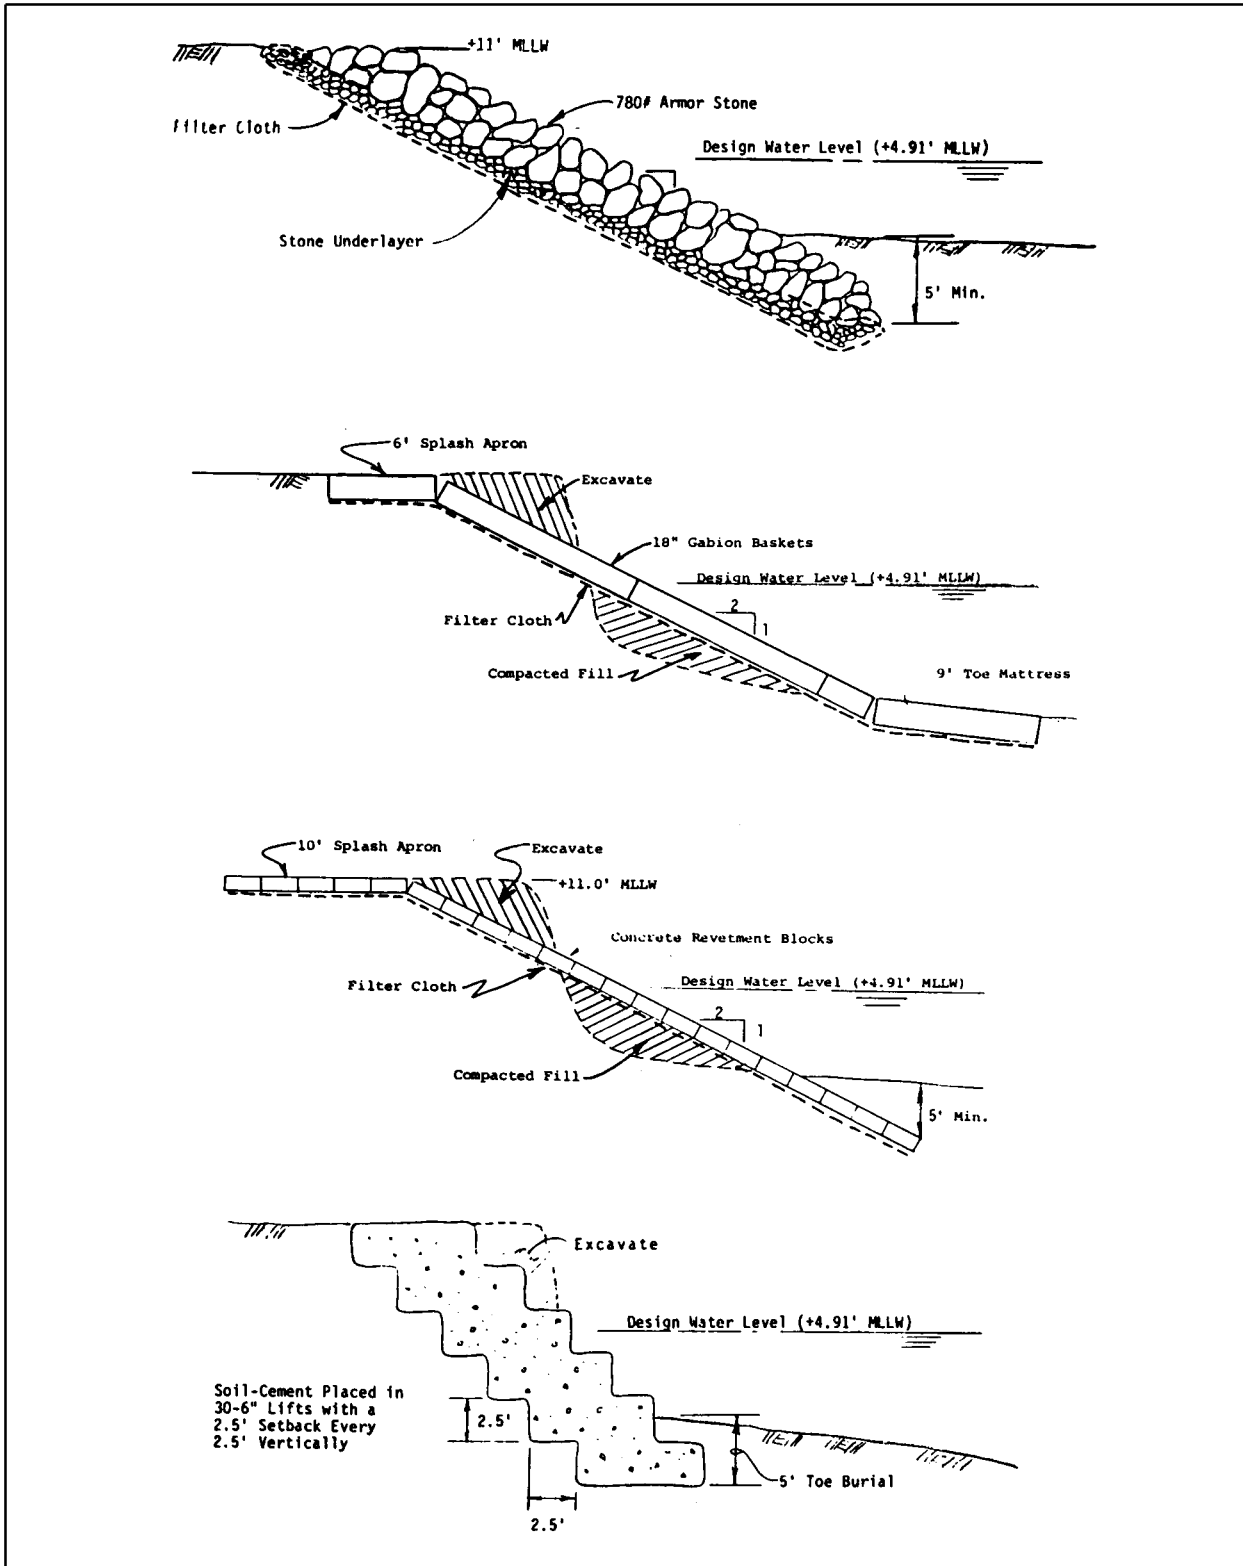 +11' MLLW
780# Armor Stone
Filter Cloth
Design Water Level (+4.91' MLLW)
Stone Underlayer
5' Min.
6' Splash Apron
Excavate
18" Gabion Baskets
Design Water Level (+4.91' MLLW)
2
1
Filter Cloth
Compacted Fill
9' Toe Mattress
10' Splash Apron
Excavate
+11.0' MLLW
Concrete Revetment Blocks
Filter Cloth
Design Water Level (+4.91' MLLW)
2
1
Compacted Fill
5' Min.
Excavate
Design Water Level (+4.91' MLLW)
Soil-Cement Placed in
30-6" Lifts with a
2.5' Setback Every
2.5' Vertically
2.5'
5' Toe Burial
2.5'